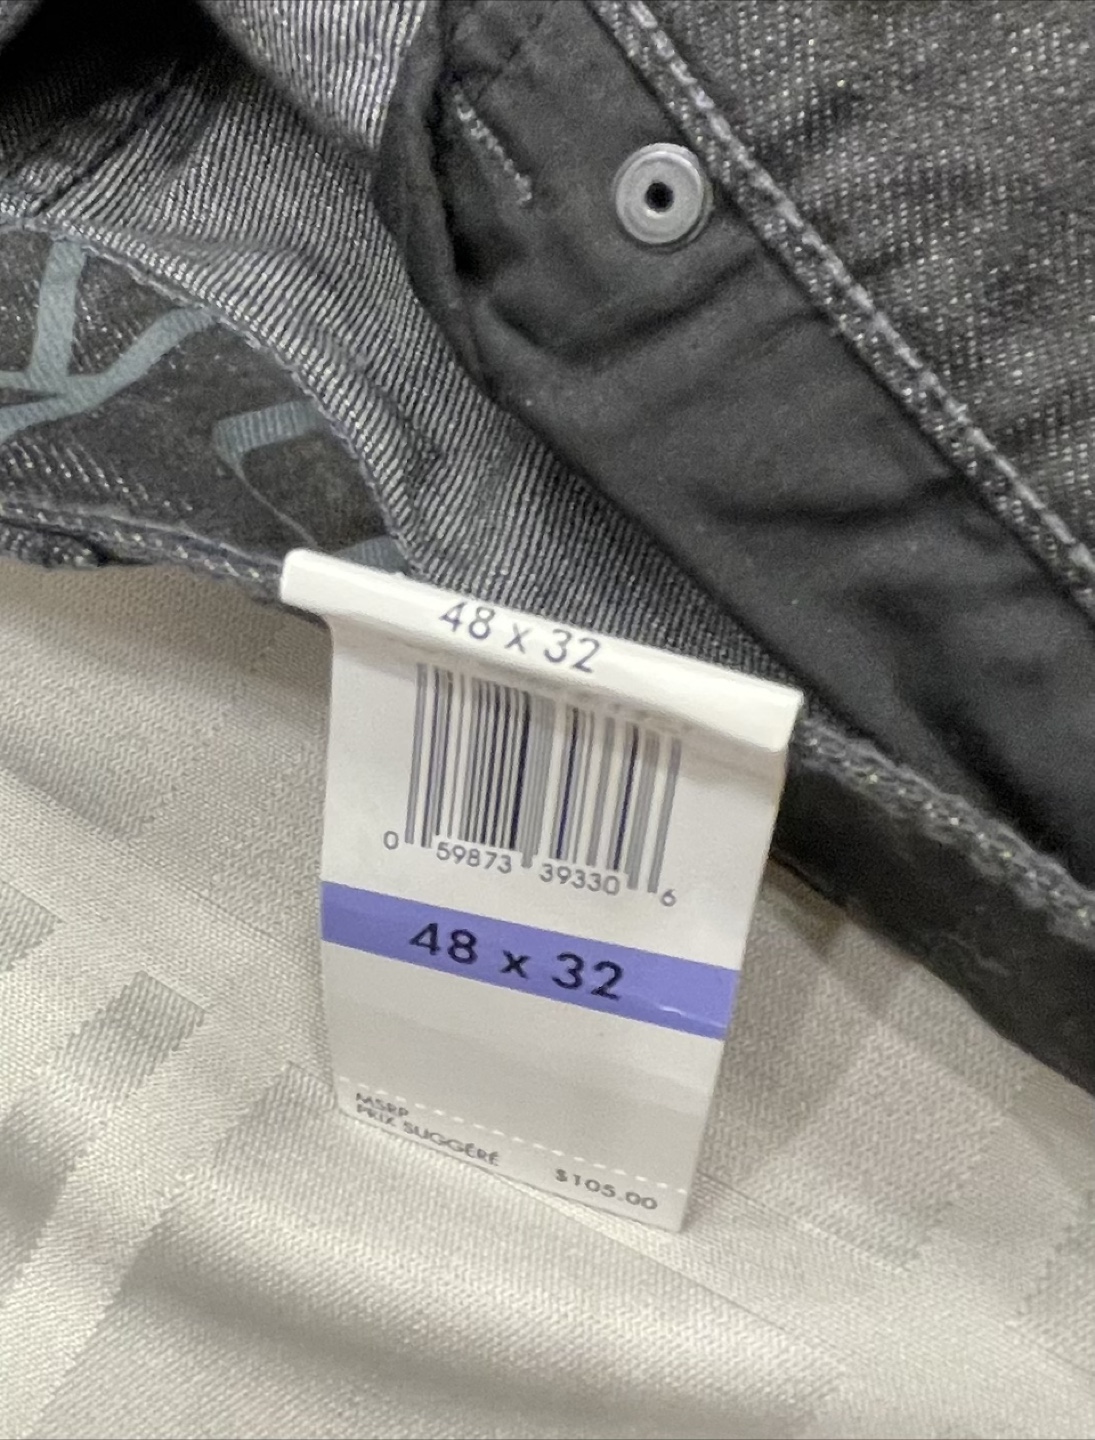 48 x 32
0 59873 39330 6
48 x 32
MSRP
PRIX SUGGÉRÉ
$105.00